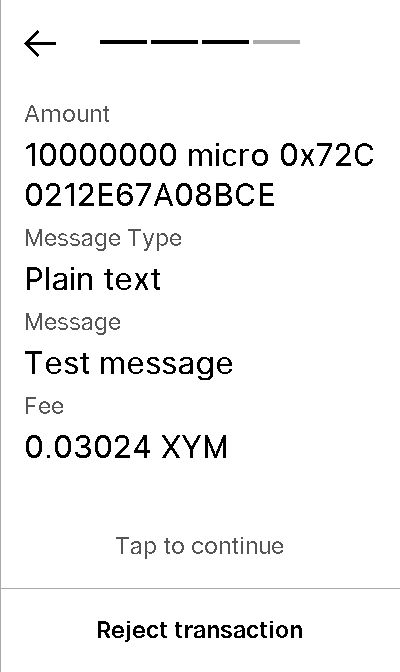 Amount
10000000 micro 0x72C
0212E67A08BCE
Message Type
Plain text
Message
Test message
Fee
0.03024 XYM
Tap to continue
Reject transaction